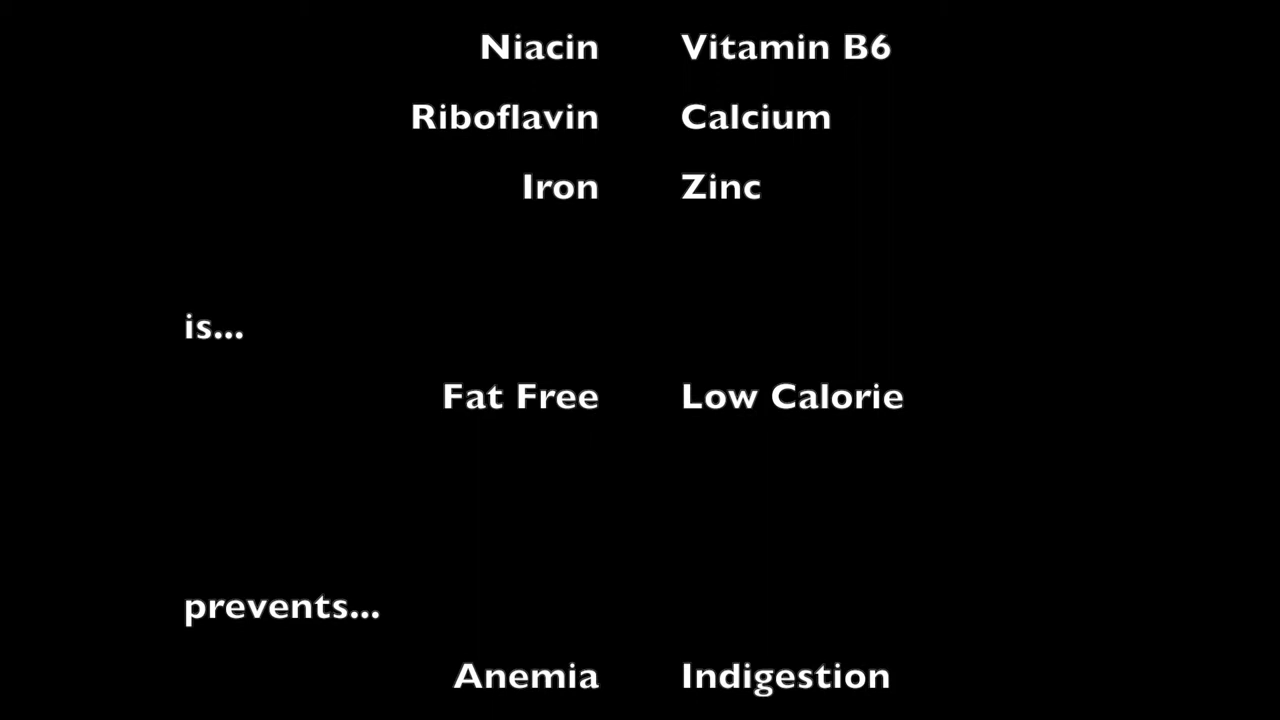 Niacin Vitamin B6
Riboflavin Calcium
Iron Zinc
is...
Fat Free Low Calorie
prevents...
Anemia Indigestion